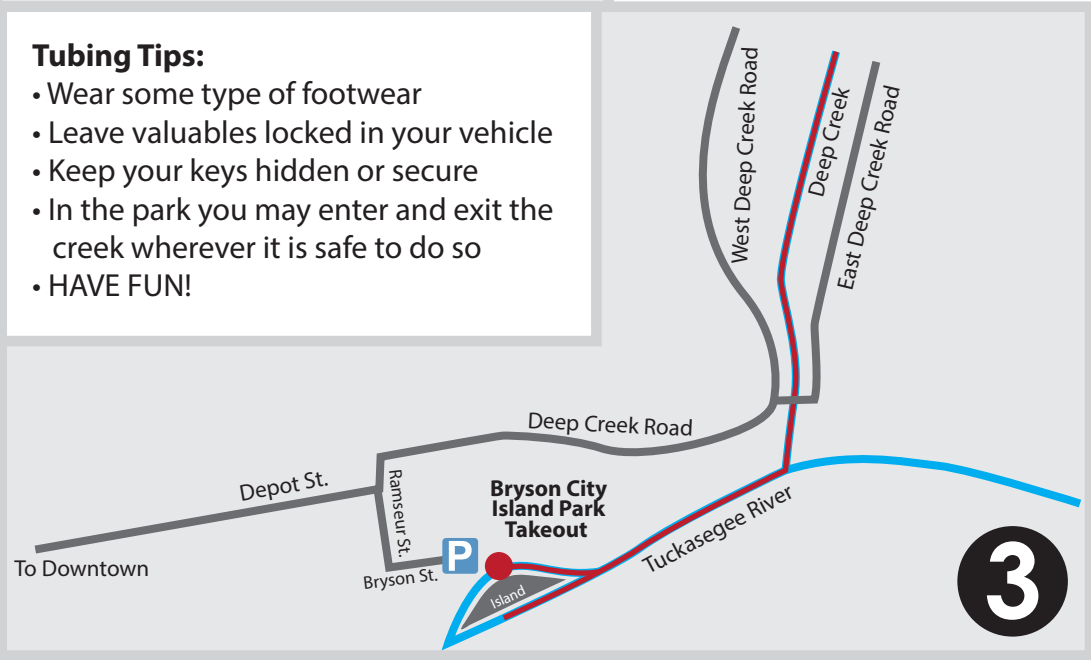 Tubing Tips:
• Wear some type of footwear
• Leave valuables locked in your vehicle
• Keep your keys hidden or secure
• In the park you may enter and exit the
creek wherever it is safe to do so
• HAVE FUN!
West Deep Creek Road
Deep Creek
East Deep Creek Road
Deep Creek Road
Depot St.
Ramseur St.
Bryson City
Island Park
Takeout
Tuckasegee River
To Downtown
Bryson St.
P
Island
3